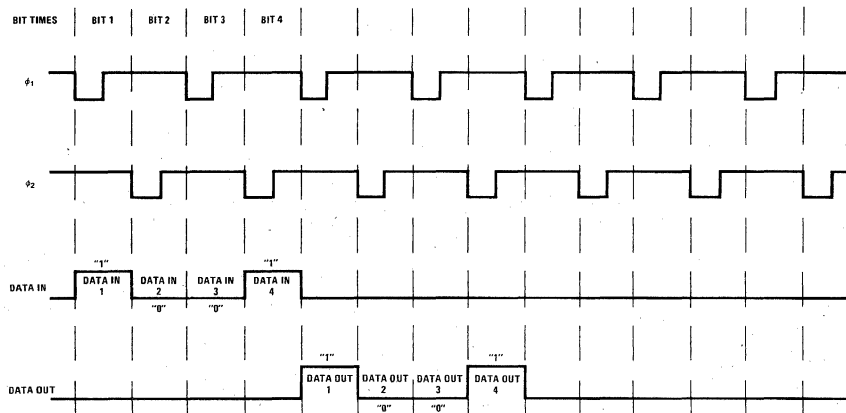 BIT TIMES BIT 1 BIT 2 BIT 3 BIT 4
ϕ1
ϕ2
"1" "1"
DATA IN DATA IN 1 DATA IN 2 DATA IN 3 DATA IN 4
"0" "0"
"1" "1"
DATA OUT DATA OUT 1 DATA OUT 2 DATA OUT 3 DATA OUT 4
"0" "0"